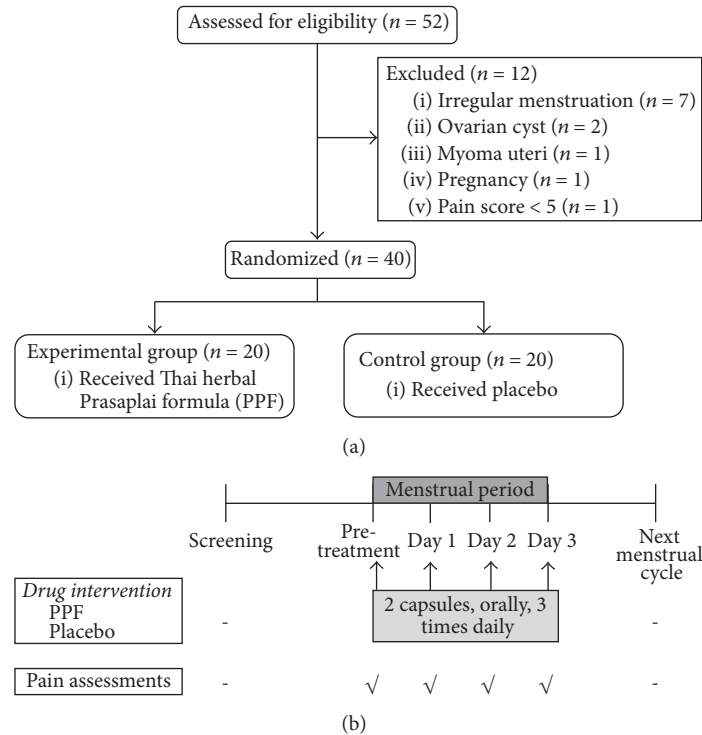 Assessed for eligibility (n = 52)
Excluded (n = 12)
(i) Irregular menstruation (n = 7)
(ii) Ovarian cyst (n = 2)
(iii) Myoma uteri (n = 1)
(iv) Pregnancy (n = 1)
(v) Pain score < 5 (n = 1)
Randomized (n = 40)
Experimental group (n = 20)
(i) Received Thai herbal
Prasaplai formula (PPF)
Control group (n = 20)
(i) Received placebo
(a)
Menstrual period
Screening
Pre-
treatment
Day 1
Day 2
Day 3
Next
menstrual
cycle
Drug intervention
PPF
Placebo
-
2 capsules, orally, 3
times daily
-
Pain assessments
- √ √ √ √ -
(b)